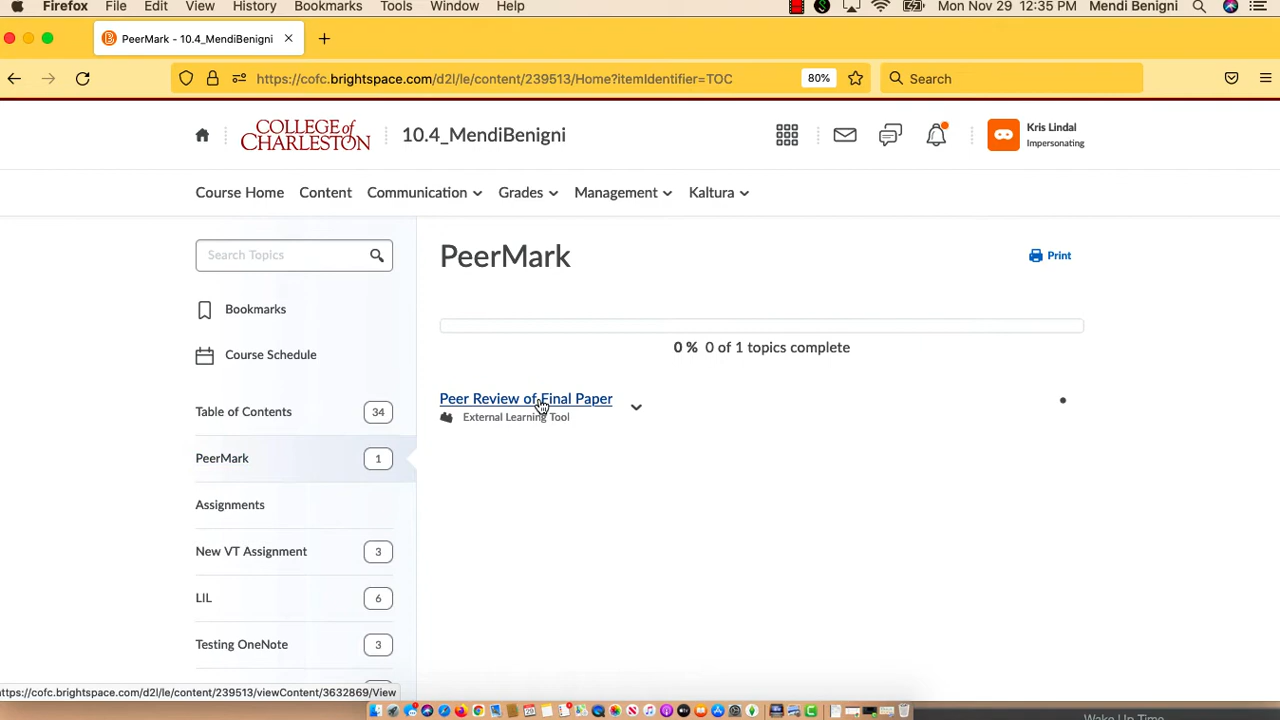 Firefox File Edit View History Bookmarks Tools Window Help Mon Nov 29 12:35 PM Mendi Benigni
PeerMark - 10.4_MendiBenigni
https://cofc.brightspace.com/d2l/le/content/239513/Home?itemIdentifier=TOC 80% Search
COLLEGE of CHARLESTON 10.4_MendiBenigni Kris Lindal
Impersonating
Course Home Content Communication Grades Management Kaltura
Search Topics
PeerMark
Print
Bookmarks
0 % 0 of 1 topics complete
Course Schedule
Peer Review of Final Paper
External Learning Tool
Table of Contents 34
PeerMark 1
Assignments
New VT Assignment 3
LIL 6
Testing OneNote 3
ttps://cofc.brightspace.com/d2l/le/content/239513/viewContent/3632869/View
Wake Up Time